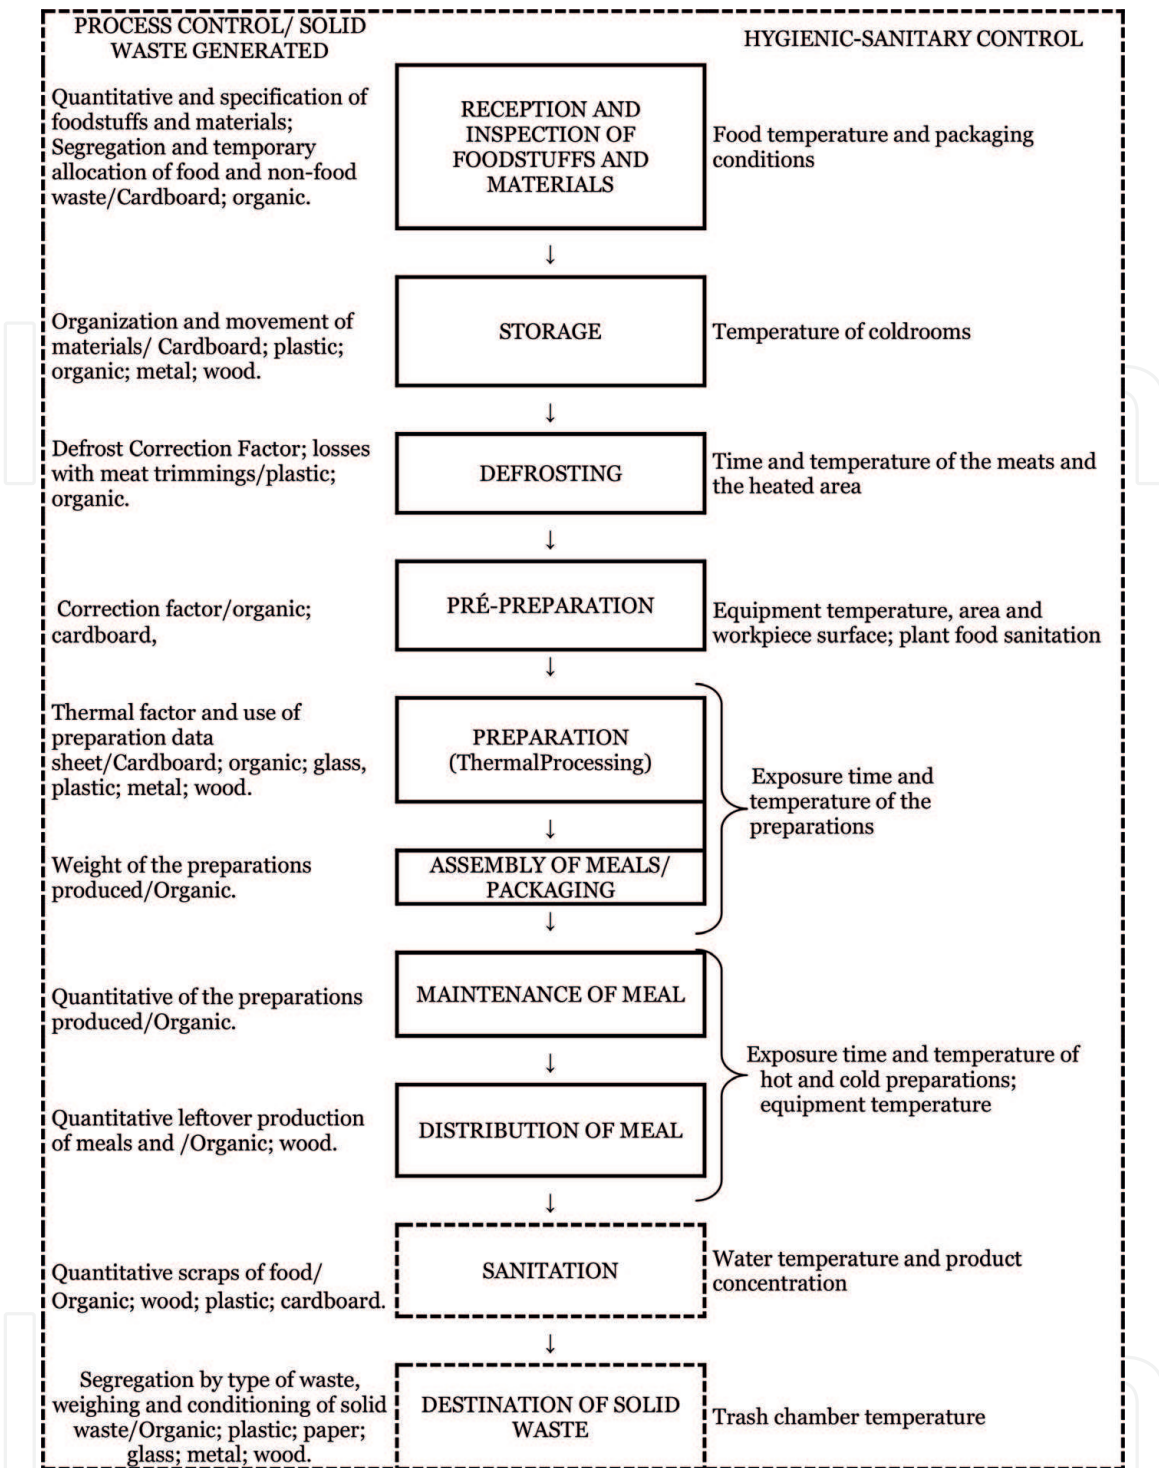 PROCESS CONTROL/ SOLID
WASTE GENERATED
HYGIENIC-SANITARY CONTROL
Quantitative and specification of
foodstuffs and materials;
Segregation and temporary
allocation of food and non-food
waste/Cardboard; organic.
RECEPTION AND
INSPECTION OF
FOODSTUFFS AND
MATERIALS
Food temperature and packaging
conditions
↓
Organization and movement of
materials/ Cardboard; plastic;
organic; metal; wood.
STORAGE
Temperature of coldrooms
↓
Defrost Correction Factor; losses
with meat trimmings/plastic;
organic.
DEFROSTING
Time and temperature of the meats and
the heated area
↓
Correction factor/organic;
cardboard,
PRÉ-PREPARATION
Equipment temperature, area and
workpiece surface; plant food sanitation
↓
Thermal factor and use of
preparation data
sheet/Cardboard; organic; glass,
plastic; metal; wood.
PREPARATION
(ThermalProcessing)
Exposure time and
temperature of the
preparations
↓
Weight of the preparations
produced/Organic.
ASSEMBLY OF MEALS/
PACKAGING
↓
Quantitative of the preparations
produced/Organic.
MAINTENANCE OF MEAL
Exposure time and temperature of
hot and cold preparations;
equipment temperature
↓
Quantitative leftover production
of meals and /Organic; wood.
DISTRIBUTION OF MEAL
↓
Quantitative scraps of food/
Organic; wood; plastic; cardboard.
SANITATION
Water temperature and product
concentration
↓
Segregation by type of waste,
weighing and conditioning of solid
waste/Organic; plastic; paper;
glass; metal; wood.
DESTINATION OF SOLID
WASTE
Trash chamber temperature